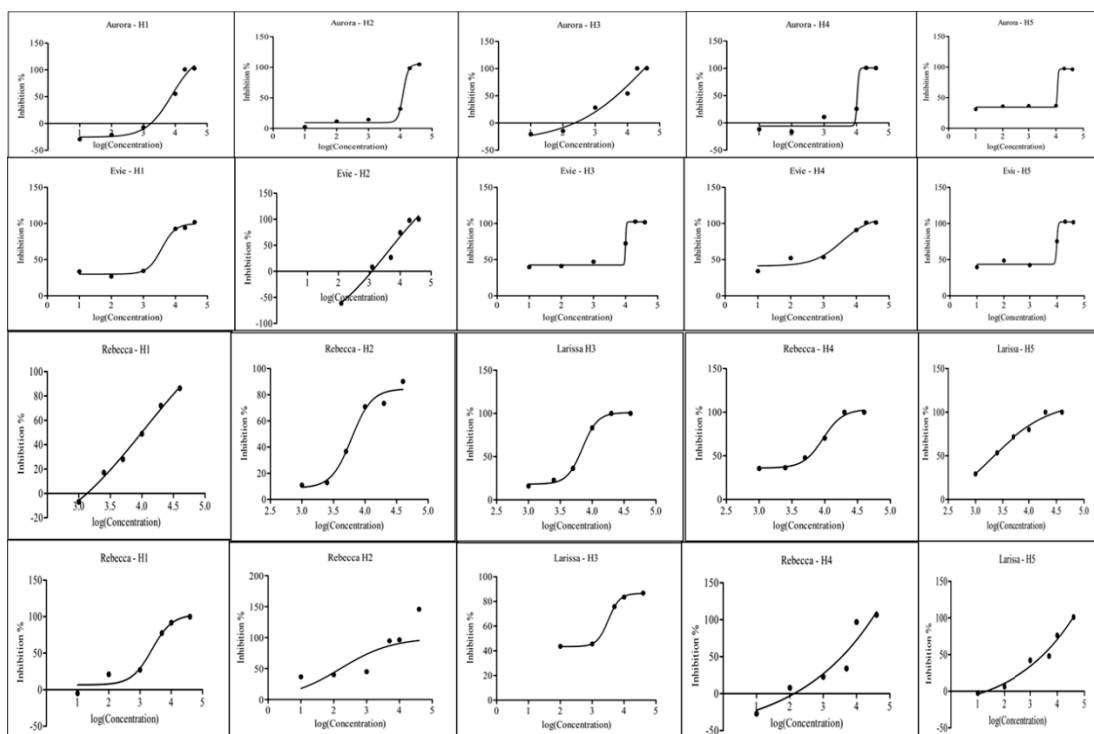 Aurora - H1
Inhibition %
150
100
50
0
-50
1 2 3 4 5
log(Concentration)
Aurora - H2
Inhibition %
150
100
50
0
0 1 2 3 4 5
log(Concentration)
Aurora - H3
Inhibition %
150
100
50
0
-50
1 2 3 4 5
log(Concentration)
Aurora - H4
Inhibition %
150
100
50
0
-50
1 2 3 4 5
log(Concentration)
Aurora - H5
Inhibition %
150
100
50
0
0 1 2 3 4 5
log(Concentration)
Evie - H1
Inhibition %
150
100
50
0
0 1 2 3 4 5
log(Concentration)
Evie - H2
Inhibition %
150
100
50
0
-50
-100
1 2 3 4 5
log(Concentration)
Evie - H3
Inhibition %
150
100
50
0
0 1 2 3 4 5
log(Concentration)
Evie - H4
Inhibition %
150
100
50
0
0 1 2 3 4 5
log(Concentration)
Evie - H5
Inhibition %
150
100
50
0
0 1 2 3 4 5
log(Concentration)
Rebecca - H1
Inhibition %
100
80
60
40
20
0
-20
3.0 3.5 4.0 4.5 5.0
log(Concentration)
Rebecca - H2
Inhibition %
100
80
60
40
20
0
2.5 3.0 3.5 4.0 4.5 5.0
log(Concentration)
Larissa H3
Inhibition %
150
100
50
0
2.5 3.0 3.5 4.0 4.5 5.0
log(Concentration)
Rebecca - H4
Inhibition %
150
100
50
0
2.5 3.0 3.5 4.0 4.5 5.0
log(Concentration)
Larissa - H5
Inhibition %
150
100
50
0
2.5 3.0 3.5 4.0 4.5 5.0
log(Concentration)
Rebecca - H1
Inhibition %
150
100
50
0
-50
1 2 3 4 5
log(Concentration)
Rebecca H2
Inhibition %
200
150
100
50
0
0 1 2 3 4 5
log(Concentration)
Larissa - H3
Inhibition %
100
80
60
40
20
0
0 1 2 3 4 5
log(Concentration)
Rebecca - H4
Inhibition %
150
100
50
0
-50
1 2 3 4 5
log(Concentration)
Larissa - H5
Inhibition %
150
100
50
0
-50
1 2 3 4 5
log(Concentration)